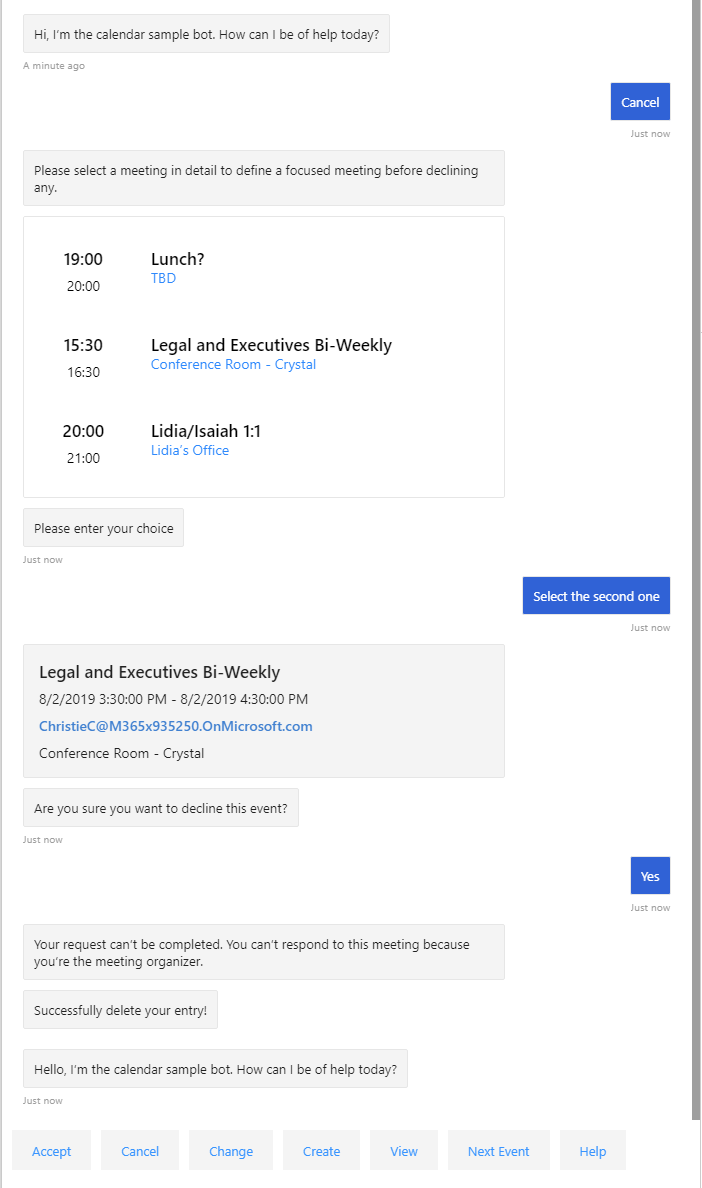 Hi, I'm the calendar sample bot. How can I be of help today?
A minute ago
Cancel
Just now
Please select a meeting in detail to define a focused meeting before declining
any.
19:00 Lunch?
20:00 TBD
15:30 Legal and Executives Bi-Weekly
16:30 Conference Room - Crystal
20:00 Lidia/Isaiah 1:1
21:00 Lidia's Office
Please enter your choice
Just now
Select the second one
Just now
Legal and Executives Bi-Weekly
8/2/2019 3:30:00 PM - 8/2/2019 4:30:00 PM
ChristieC@M365x935250.OnMicrosoft.com
Conference Room - Crystal
Are you sure you want to decline this event?
Just now
Yes
Just now
Your request can't be completed. You can't respond to this meeting because
you're the meeting organizer.
Successfully delete your entry!
Hello, I'm the calendar sample bot. How can I be of help today?
Just now
Accept Cancel Change Create View Next Event Help